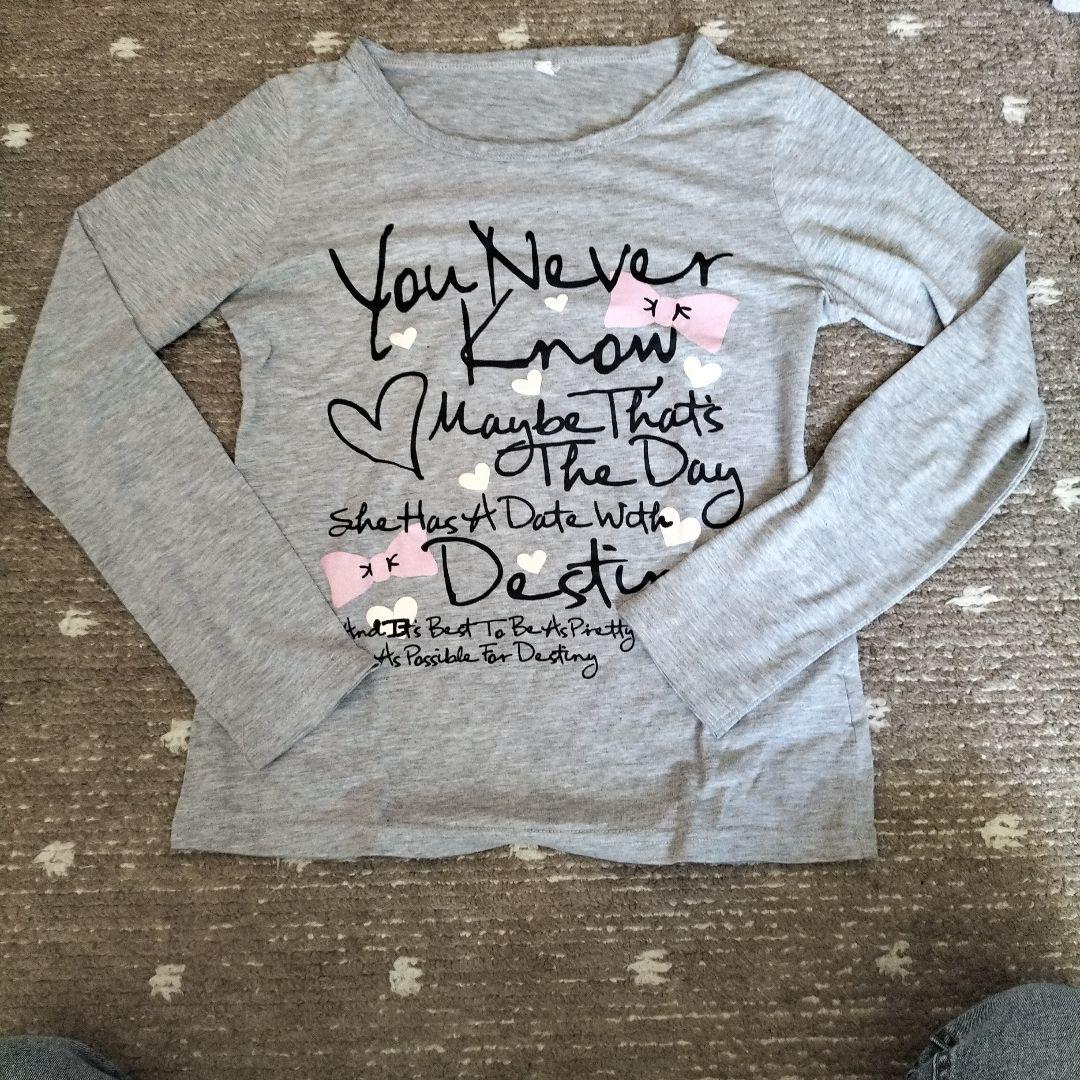 You Never
Know
Maybe That's
The Day
She Has A Date With
Destin
And It's Best To Be As Pretty
As Possible For Destiny